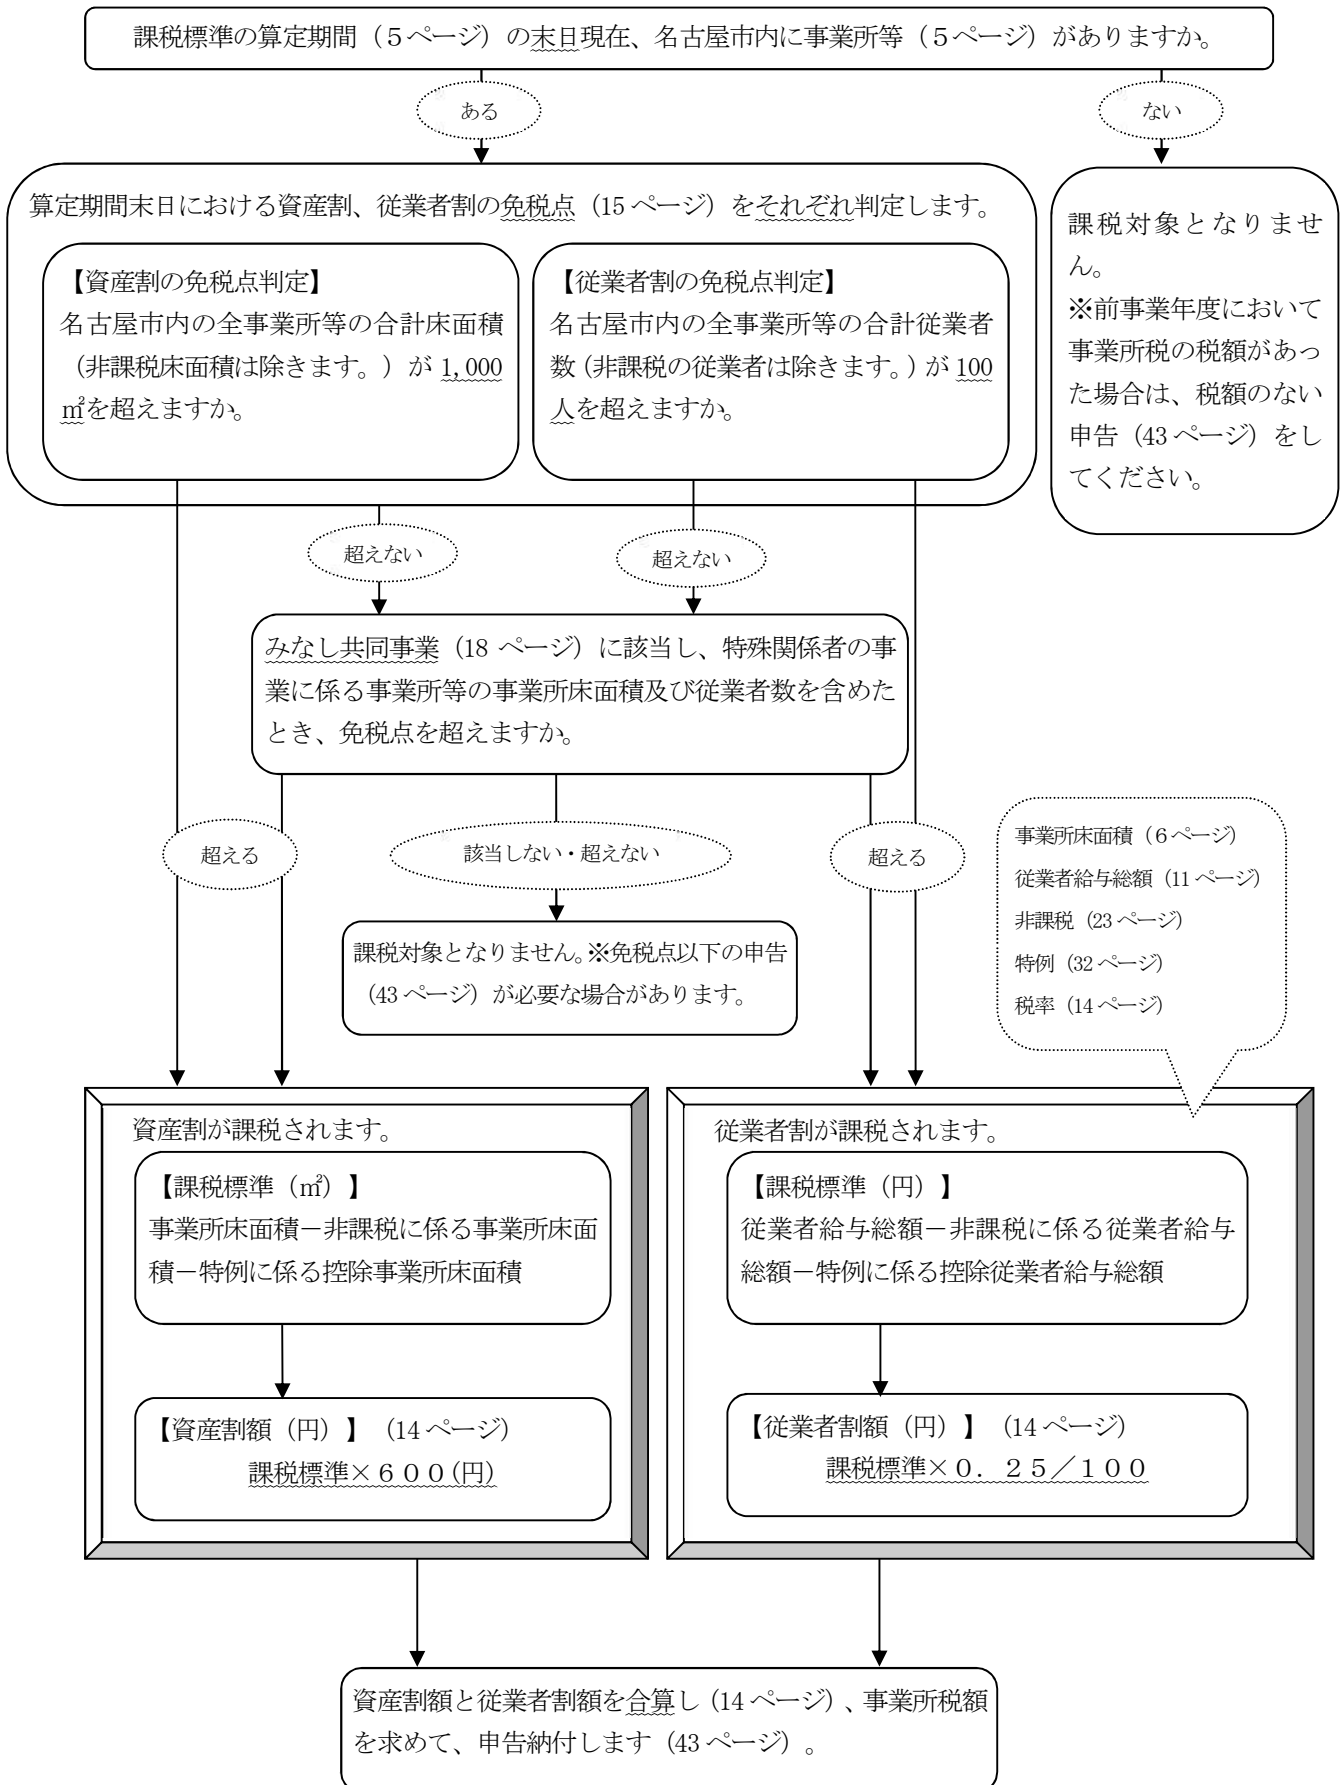 課税標準の算定期間（５ページ）の末日現在、名古屋市内に事業所等（５ページ）がありますか。
ある
ない
算定期間末日における資産割、従業者割の免税点（15 ページ）をそれぞれ判定します。
【資産割の免税点判定】
名古屋市内の全事業所等の合計床面積
（非課税床面積は除きます。）が 1,000
㎡を超えますか。
【従業者割の免税点判定】
名古屋市内の全事業所等の合計従業者
数（非課税の従業者は除きます。）が 100
人を超えますか。
課税対象となりませ
ん。
※前事業年度において
事業所税の税額があっ
た場合は、税額のない
申告（43 ページ）をし
てください。
超えない
超えない
みなし共同事業（18 ページ）に該当し、特殊関係者の事
業に係る事業所等の事業所床面積及び従業者数を含めた
とき、免税点を超えますか。
超える
該当しない・超えない
超える
課税対象となりません。※免税点以下の申告
（43 ページ）が必要な場合があります。
事業所床面積（６ページ）
従業者給与総額（11 ページ）
非課税（23 ページ）
特例（32 ページ）
税率（14 ページ）
資産割が課税されます。
【課税標準（㎡）】
事業所床面積－非課税に係る事業所床面
積－特例に係る控除事業所床面積
【資産割額（円）】（14 ページ）
課税標準×６００(円)
従業者割が課税されます。
【課税標準（円）】
従業者給与総額－非課税に係る従業者給与
総額－特例に係る控除従業者給与総額
【従業者割額（円）】（14 ページ）
課税標準×０．２５／１００
資産割額と従業者割額を合算し（14 ページ）、事業所税額
を求めて、申告納付します（43 ページ）。